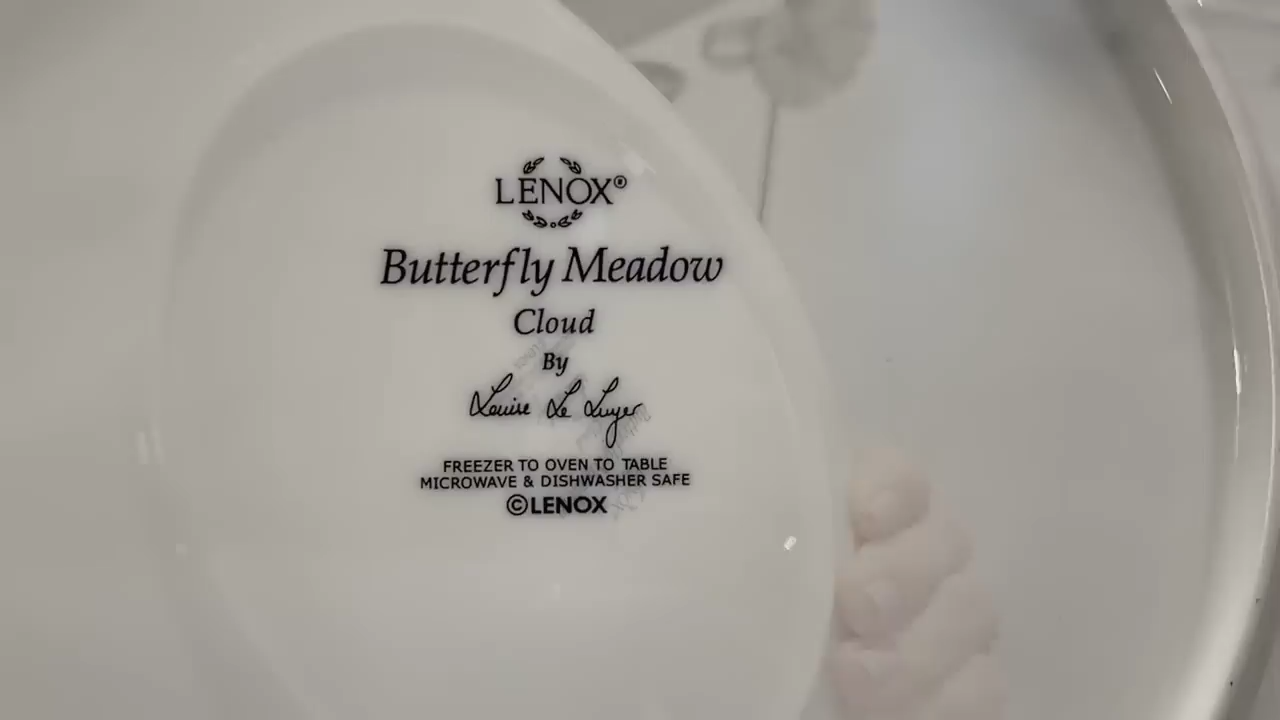 LENOX®
Butterfly Meadow
Cloud
By
Louise Le Luyer
FREEZER TO OVEN TO TABLE
MICROWAVE & DISHWASHER SAFE
©LENOX